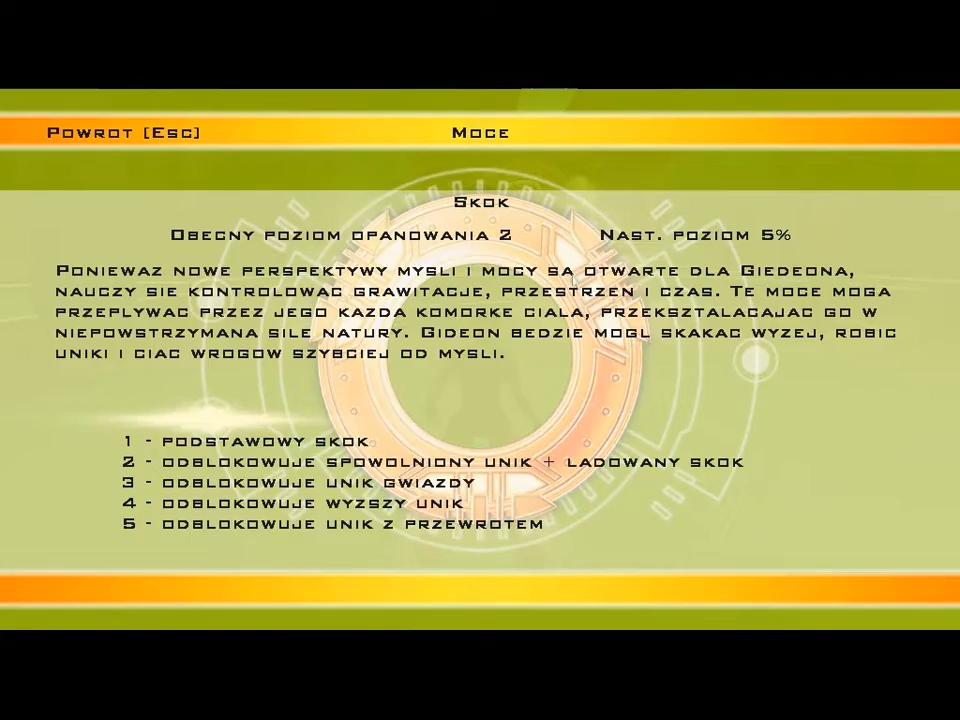 Powrot [Esc]
Moce
Skok
Obecny poziom opanowania 2
Nast. poziom 5%
Poniewaz nowe perspektywy mysli i mocy sa otwarte dla Giedeona,
nauczy sie kontrolowac grawitacje, przestrzen i czas. Te moce moga
przeplywac przez jego kazda komorke ciala, przeksztalacajac go w
niepowstrzymana sile natury. Gideon bedzie mogl skakac wyzej, robic
uniki i ciac wrogow szybciej od mysli.
1 - podstawowy skok
2 - odblokowuje spowolniony unik + ladowany skok
3 - odblokowuje unik gwiazdy
4 - odblokowuje wyzszy unik
5 - odblokowuje unik z przewrotem